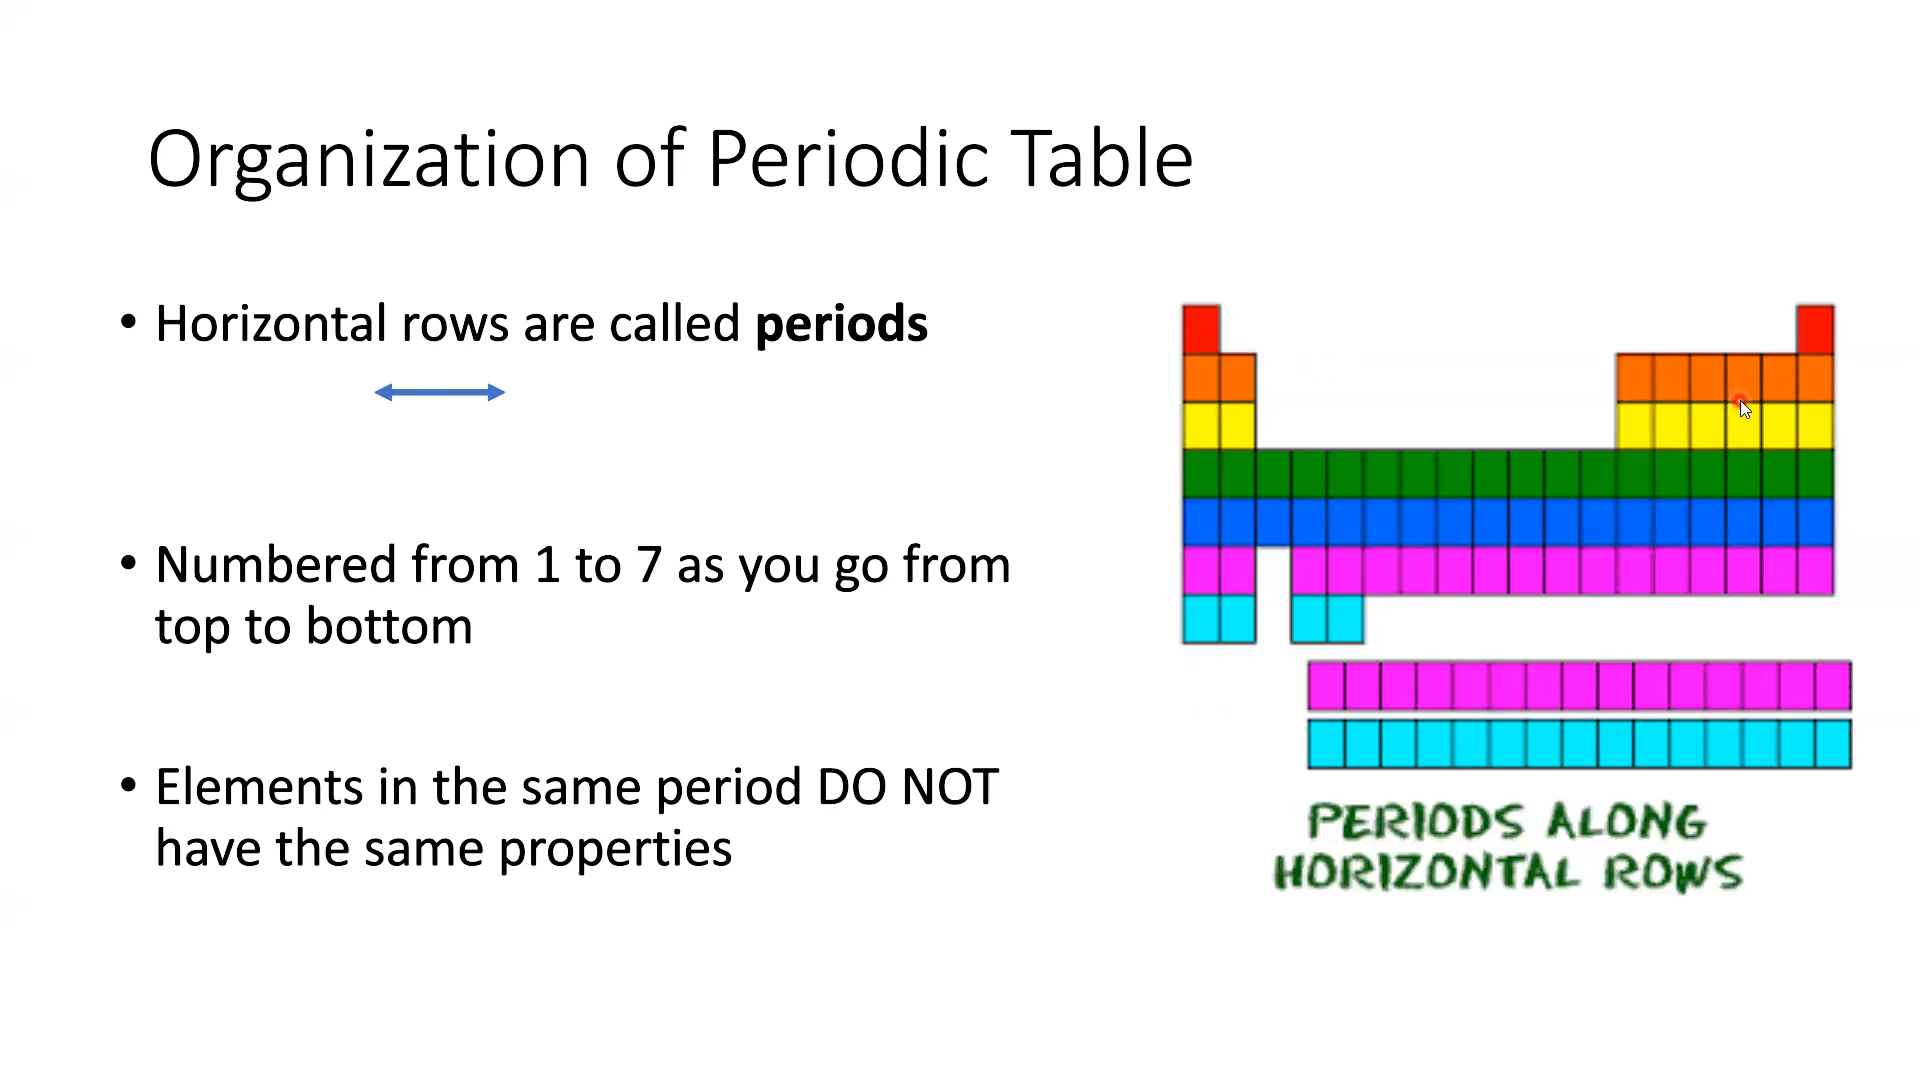 Organization of Periodic Table
• Horizontal rows are called periods
• Numbered from 1 to 7 as you go from
top to bottom
• Elements in the same period DO NOT
have the same properties
PERIODS ALONG
HORIZONTAL ROWS